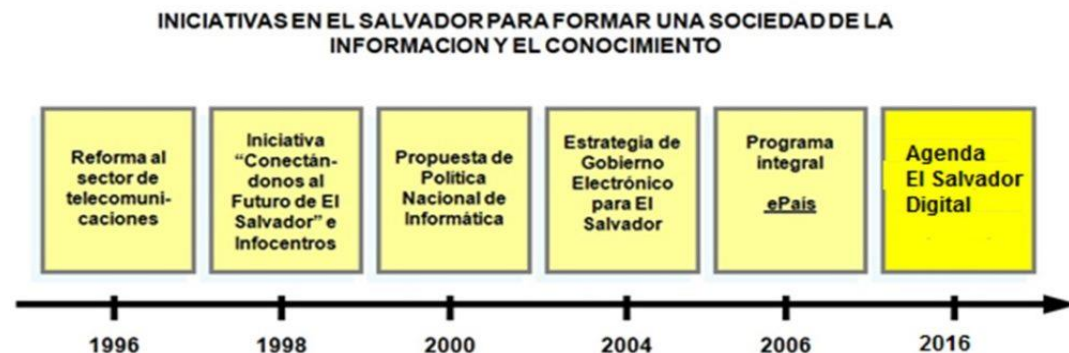 INICIATIVAS EN EL SALVADOR PARA FORMAR UNA SOCIEDAD DE LA
INFORMACION Y EL CONOCIMIENTO
Reforma al
sector de
telecomuni-
caciones
Iniciativa
“Conectán-
donos al
Futuro de El
Salvador” e
Infocentros
Propuesta de
Política
Nacional de
Informática
Estrategia de
Gobierno
Electrónico
para El
Salvador
Programa
integral
ePaís
Agenda
El Salvador
Digital
1996
1998
2000
2004
2006
2016